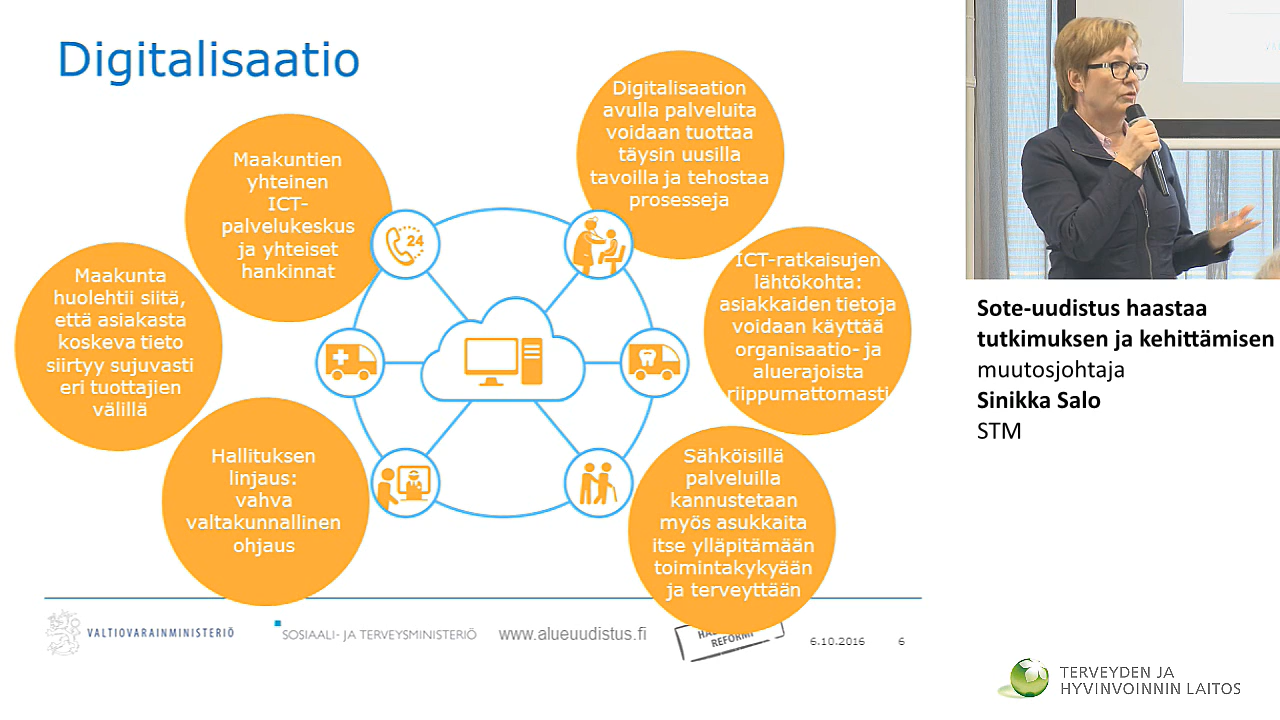 Digitalisaatio
Digitalisaation
avulla palveluita
voidaan tuottaa
täysin uusilla
tavoilla ja tehostaa
prosesseja
Maakuntien
yhteinen
ICT-
palvelukeskus
ja yhteiset
hankinnat
24
ICT-ratkaisujen
lähtökohta:
asiakkaiden tietoja
voidaan käyttää
organisaatio- ja
aluerajoista
riippumattomasti
Maakunta
huolehtii siitä,
että asiakasta
koskeva tieto
siirtyy sujuvasti
eri tuottajien
välillä
Hallituksen
linjaus:
vahva
valtakunnallinen
ohjaus
Sähköisillä
palveluilla
kannustetaan
myös asukkaita
itse ylläpitämään
toimintakykyään
ja terveyttään
VALTIOVARAINMINISTERIÖ
SOSIAALI- JA TERVEYSMINISTERIÖ
www.alueuudistus.fi
REFORMI
6.10.2016
6
Sote-uudistus haastaa
tutkimuksen ja kehittämisen
muutosjohtaja
Sinikka Salo
STM
TERVEYDEN JA
HYVINVOINNIN LAITOS